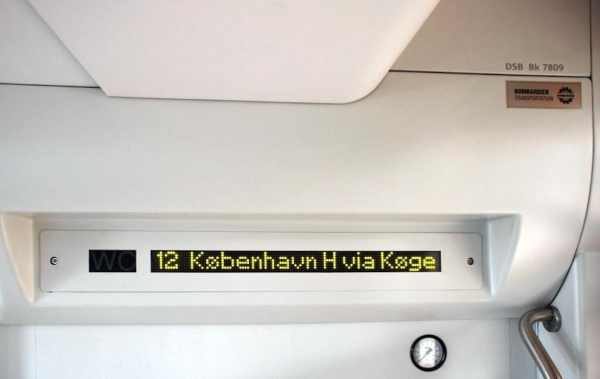 DSB Bk 7809
BOMBARDIER
TRANSPORTATION
WC 12 København H via Køge